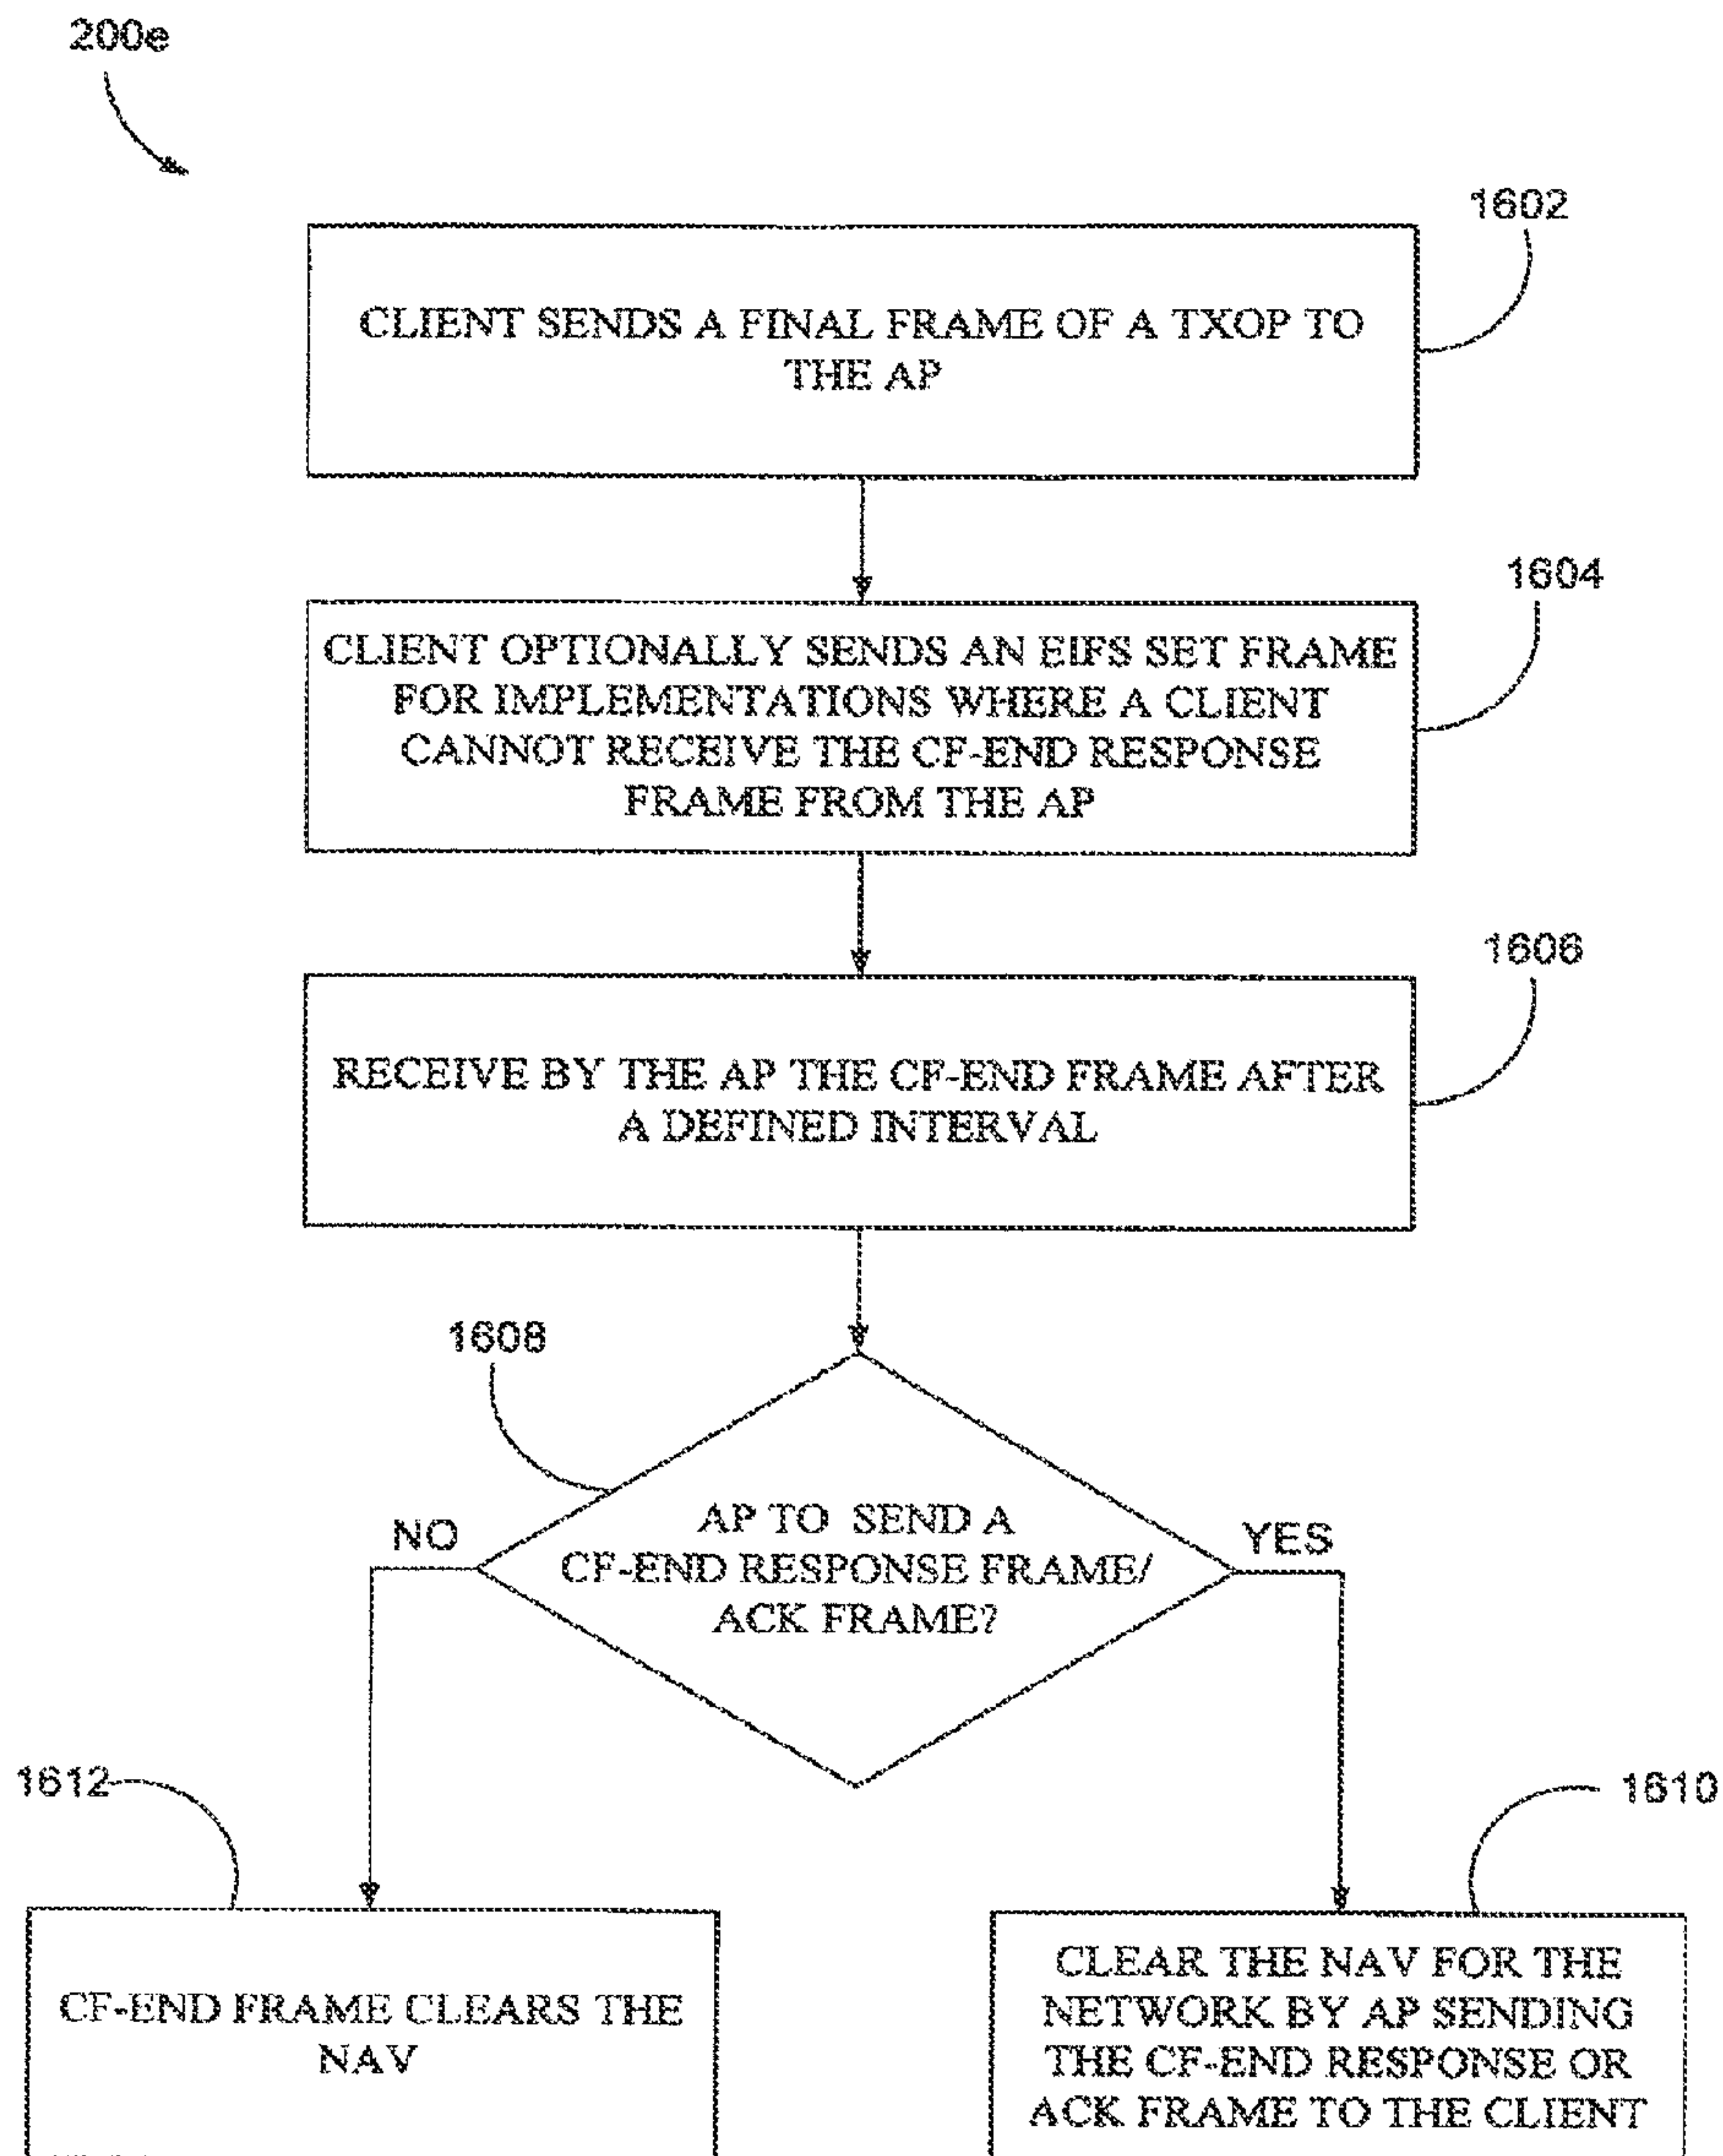 200e
1602
CLIENT SENDS A FINAL FRAME OF A TXOP TO
THE AP
1604
CLIENT OPTIONALLY SENDS AN EIFS SET FRAME
FOR IMPLEMENTATIONS WHERE A CLIENT
CANNOT RECEIVE THE CF-END RESPONSE
FRAME FROM THE AP
1606
RECEIVE BY THE AP THE CF-END FRAME AFTER
A DEFINED INTERVAL
1608
AP TO SEND A
CF-END RESPONSE FRAME/
ACK FRAME?
NO
YES
1612
CF-END FRAME CLEARS THE
NAV
1610
CLEAR THE NAV FOR THE
NETWORK BY AP SENDING
THE CF-END RESPONSE OR
ACK FRAME TO THE CLIENT